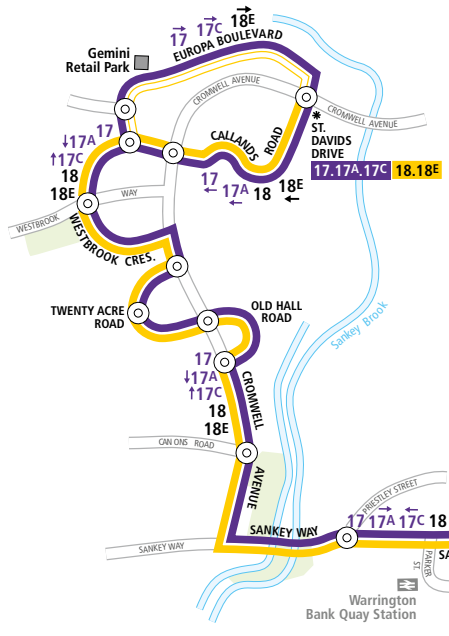 → → →
17 17C 18E
EUROPA BOULEVARD
Gemini
Retail Park
CROMWELL AVENUE
CROMWELL AVENUE
CALLANDS
ROAD
*
ST.
DAVIDS
DRIVE
17.17A.17C 18.18E
17
↓17A
↑17C
18
18E
17 17A 18 18E
← ← ←
WESTBROOK
WAY
WESTBROOK CRES.
TWENTY ACRE
ROAD
OLD HALL
ROAD
Sankey Brook
17
↓17A
↑17C
18
18E
CROMWELL
AVENUE
CANONS ROAD
PRIESTLEY STREET
→ ←
17 17A 17C 18
SANKEY WAY
SANKEY WAY
SA
PARKER
ST.
Warrington
Bank Quay Station